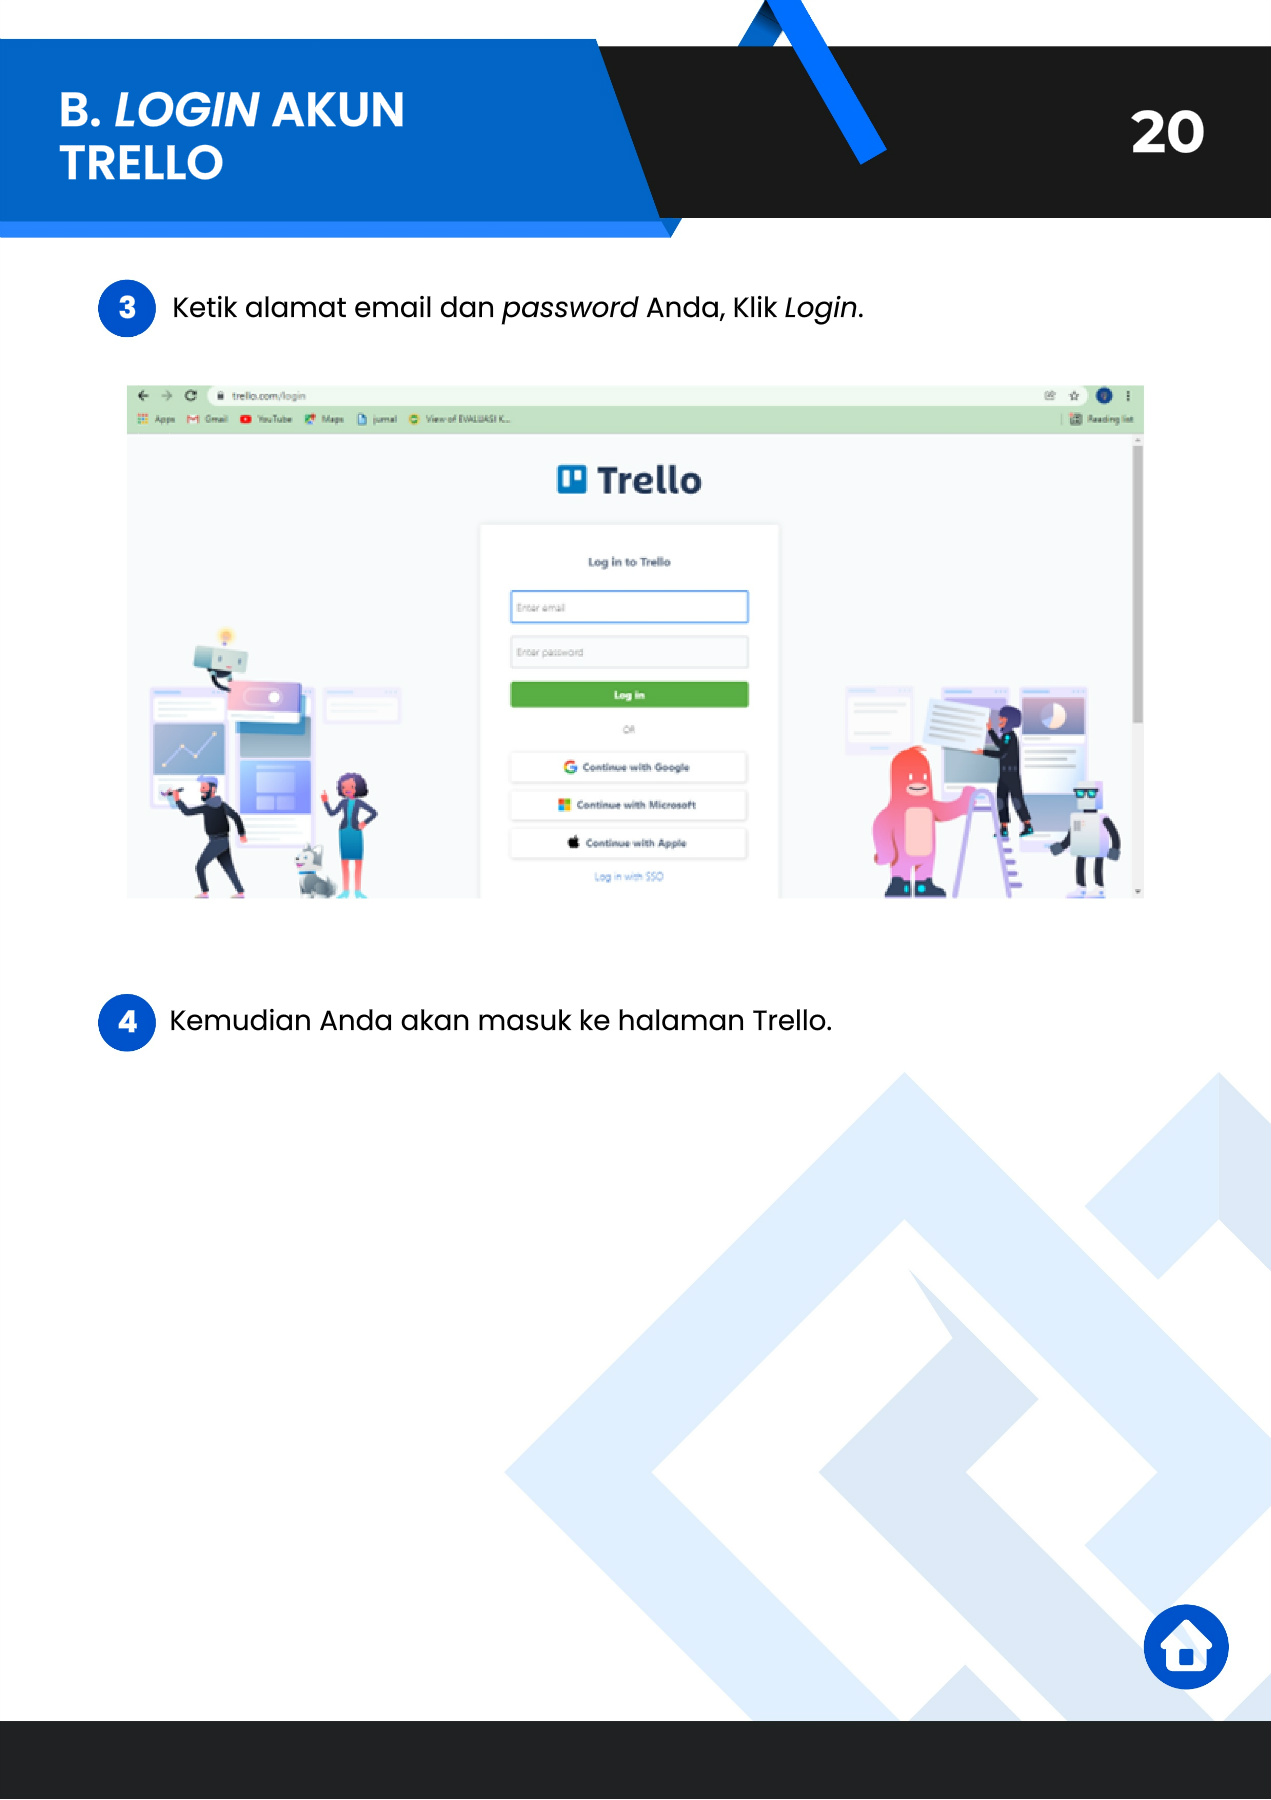 B. LOGIN AKUN
TRELLO
20
3 Ketik alamat email dan password Anda, Klik Login.
trello.com/login
Apps Gmail YouTube Maps jurnal View of EVALUASI K... Reading list
Trello
Log in to Trello
Enter email
Enter password
Log in
OR
Continue with Google
Continue with Microsoft
Continue with Apple
Log in with SSO
4 Kemudian Anda akan masuk ke halaman Trello.